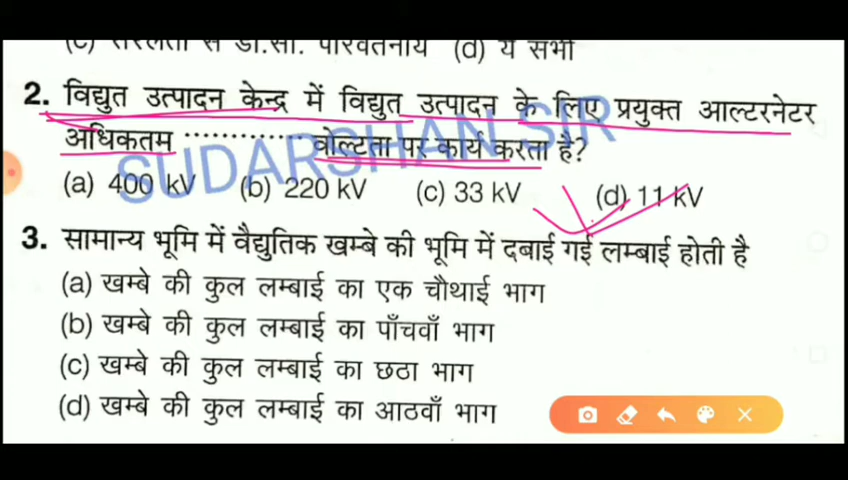 (c) सरलता से डी.सी. परिवर्तनीय (d) ये सभी
2. विद्युत उत्पादन केन्द्र में विद्युत उत्पादन के लिए प्रयुक्त आल्टरनेटर
अधिकतम ............. वोल्टता पर कार्य करता है?
SUDARSHAN SIR
(a) 400 kV (b) 220 kV (c) 33 kV (d) 11 kV
3. सामान्य भूमि में वैद्युतिक खम्बे की भूमि में दबाई गई लम्बाई होती है
(a) खम्बे की कुल लम्बाई का एक चौथाई भाग
(b) खम्बे की कुल लम्बाई का पाँचवाँ भाग
(c) खम्बे की कुल लम्बाई का छठा भाग
(d) खम्बे की कुल लम्बाई का आठवाँ भाग